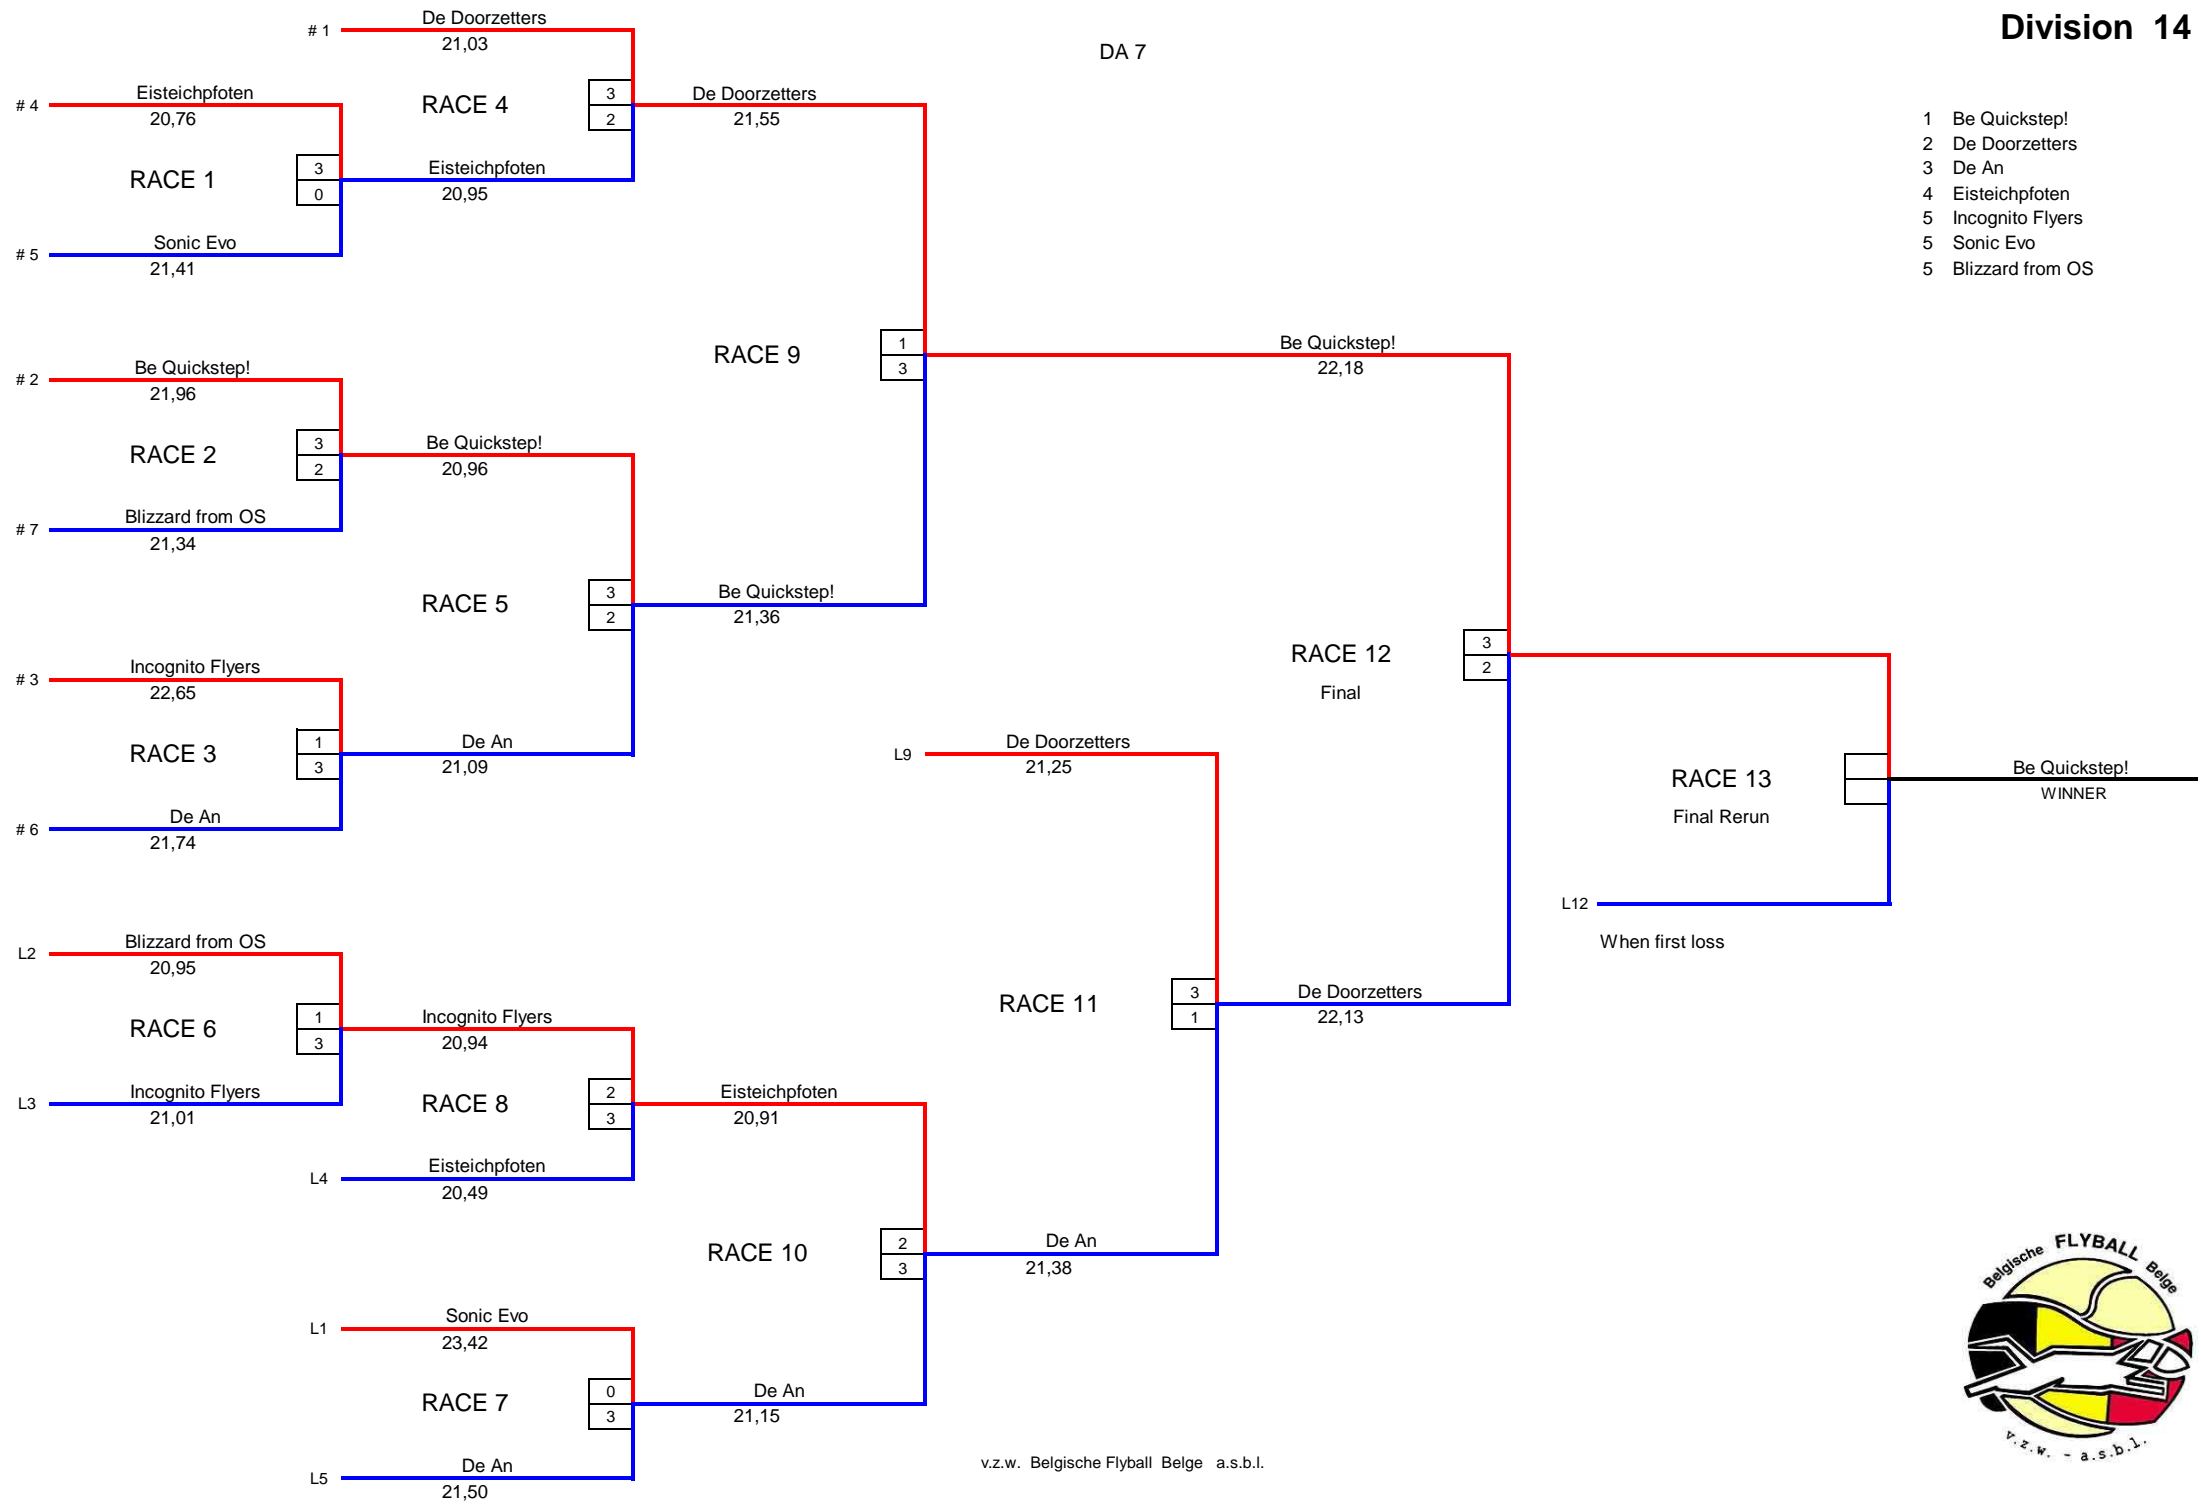 Division 14
DA 7
1 Be Quickstep!
2 De Doorzetters
3 De An
4 Eisteichpfoten
5 Incognito Flyers
5 Sonic Evo
5 Blizzard from OS
# 1 De Doorzetters
21,03
# 4 Eisteichpfoten
20,76
RACE 1
3
0
# 5 Sonic Evo
21,41
RACE 4
3
2
Eisteichpfoten
20,95
De Doorzetters
21,55
# 2 Be Quickstep!
21,96
RACE 2
3
2
# 7 Blizzard from OS
21,34
Be Quickstep!
20,96
RACE 5
3
2
# 3 Incognito Flyers
22,65
RACE 3
1
3
# 6 De An
21,74
De An
21,09
Be Quickstep!
21,36
RACE 9
1
3
Be Quickstep!
22,18
RACE 12
Final
3
2
L9 De Doorzetters
21,25
RACE 13
Final Rerun
Be Quickstep!
WINNER
L12
When first loss
L2 Blizzard from OS
20,95
RACE 6
1
3
L3 Incognito Flyers
21,01
Incognito Flyers
20,94
RACE 8
2
3
L4 Eisteichpfoten
20,49
Eisteichpfoten
20,91
RACE 11
3
1
De Doorzetters
22,13
RACE 10
2
3
De An
21,38
L1 Sonic Evo
23,42
RACE 7
0
3
L5 De An
21,50
De An
21,15
v.z.w. Belgische Flyball Belge a.s.b.l.
Belgische FLYBALL Belge
v.z.w. - a.s.b.l.